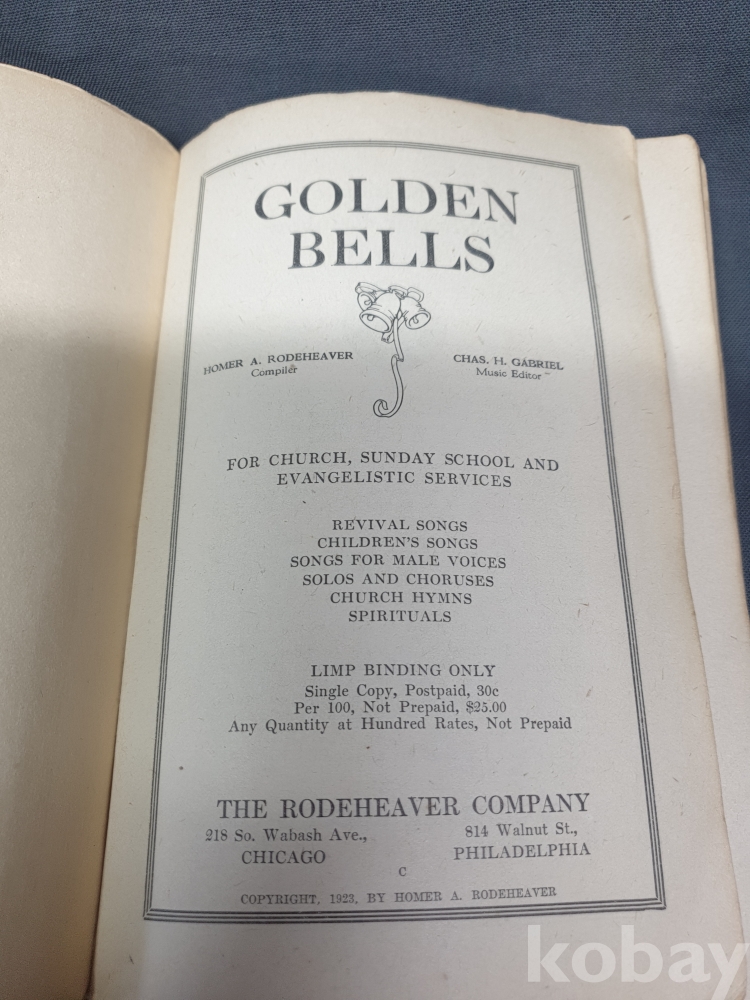 GOLDEN
BELLS
HOMER A. RODEHEAVER
Compiler
CHAS. H. GABRIEL
Music Editor
FOR CHURCH, SUNDAY SCHOOL AND
EVANGELISTIC SERVICES
REVIVAL SONGS
CHILDREN'S SONGS
SONGS FOR MALE VOICES
SOLOS AND CHORUSES
CHURCH HYMNS
SPIRITUALS
LIMP BINDING ONLY
Single Copy, Postpaid, 30c
Per 100, Not Prepaid, $25.00
Any Quantity at Hundred Rates, Not Prepaid
THE RODEHEAVER COMPANY
218 So. Wabash Ave.,
CHICAGO
814 Walnut St.,
PHILADELPHIA
C
COPYRIGHT, 1923, BY HOMER A. RODEHEAVER
kobay